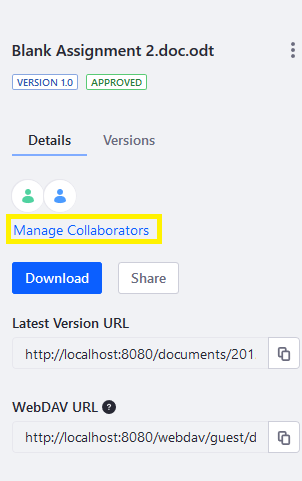 Blank Assignment 2.doc.odt
VERSION 1.0 APPROVED
Details Versions
Manage Collaborators
Download Share
Latest Version URL
http://localhost:8080/documents/201
WebDAV URL ?
http://localhost:8080/webdav/guest/d